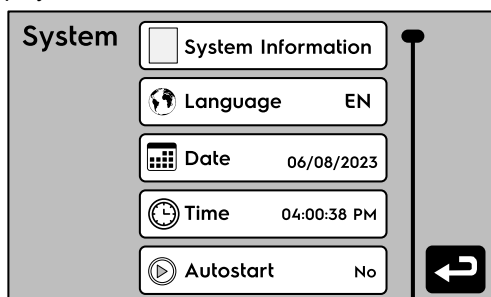 System
System Information
Language EN
Date 06/08/2023
Time 04:00:38 PM
Autostart No